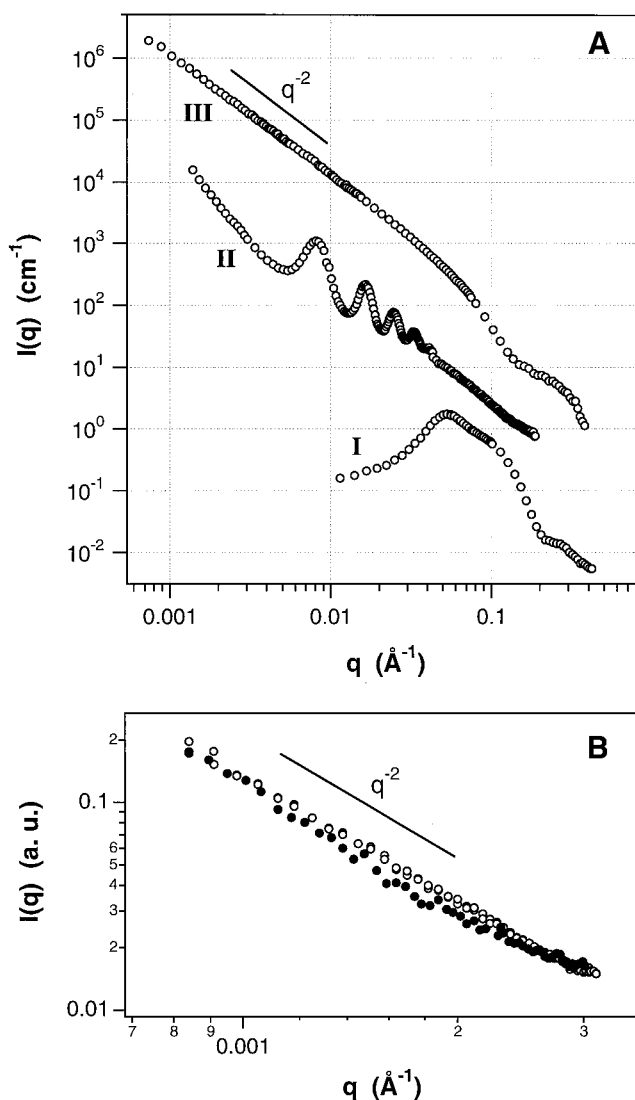 A
10^6
10^5
10^4
10^3
10^2
10^1
10^0
10^-1
10^-2
I(q) (cm^-1)
q^-2
III
II
I
0.001
0.01
0.1
q (Å^-1)
B
2
0.1
6
5
4
3
2
0.01
I(q) (a. u.)
q^-2
7
8
9
0.001
2
3
q (Å^-1)